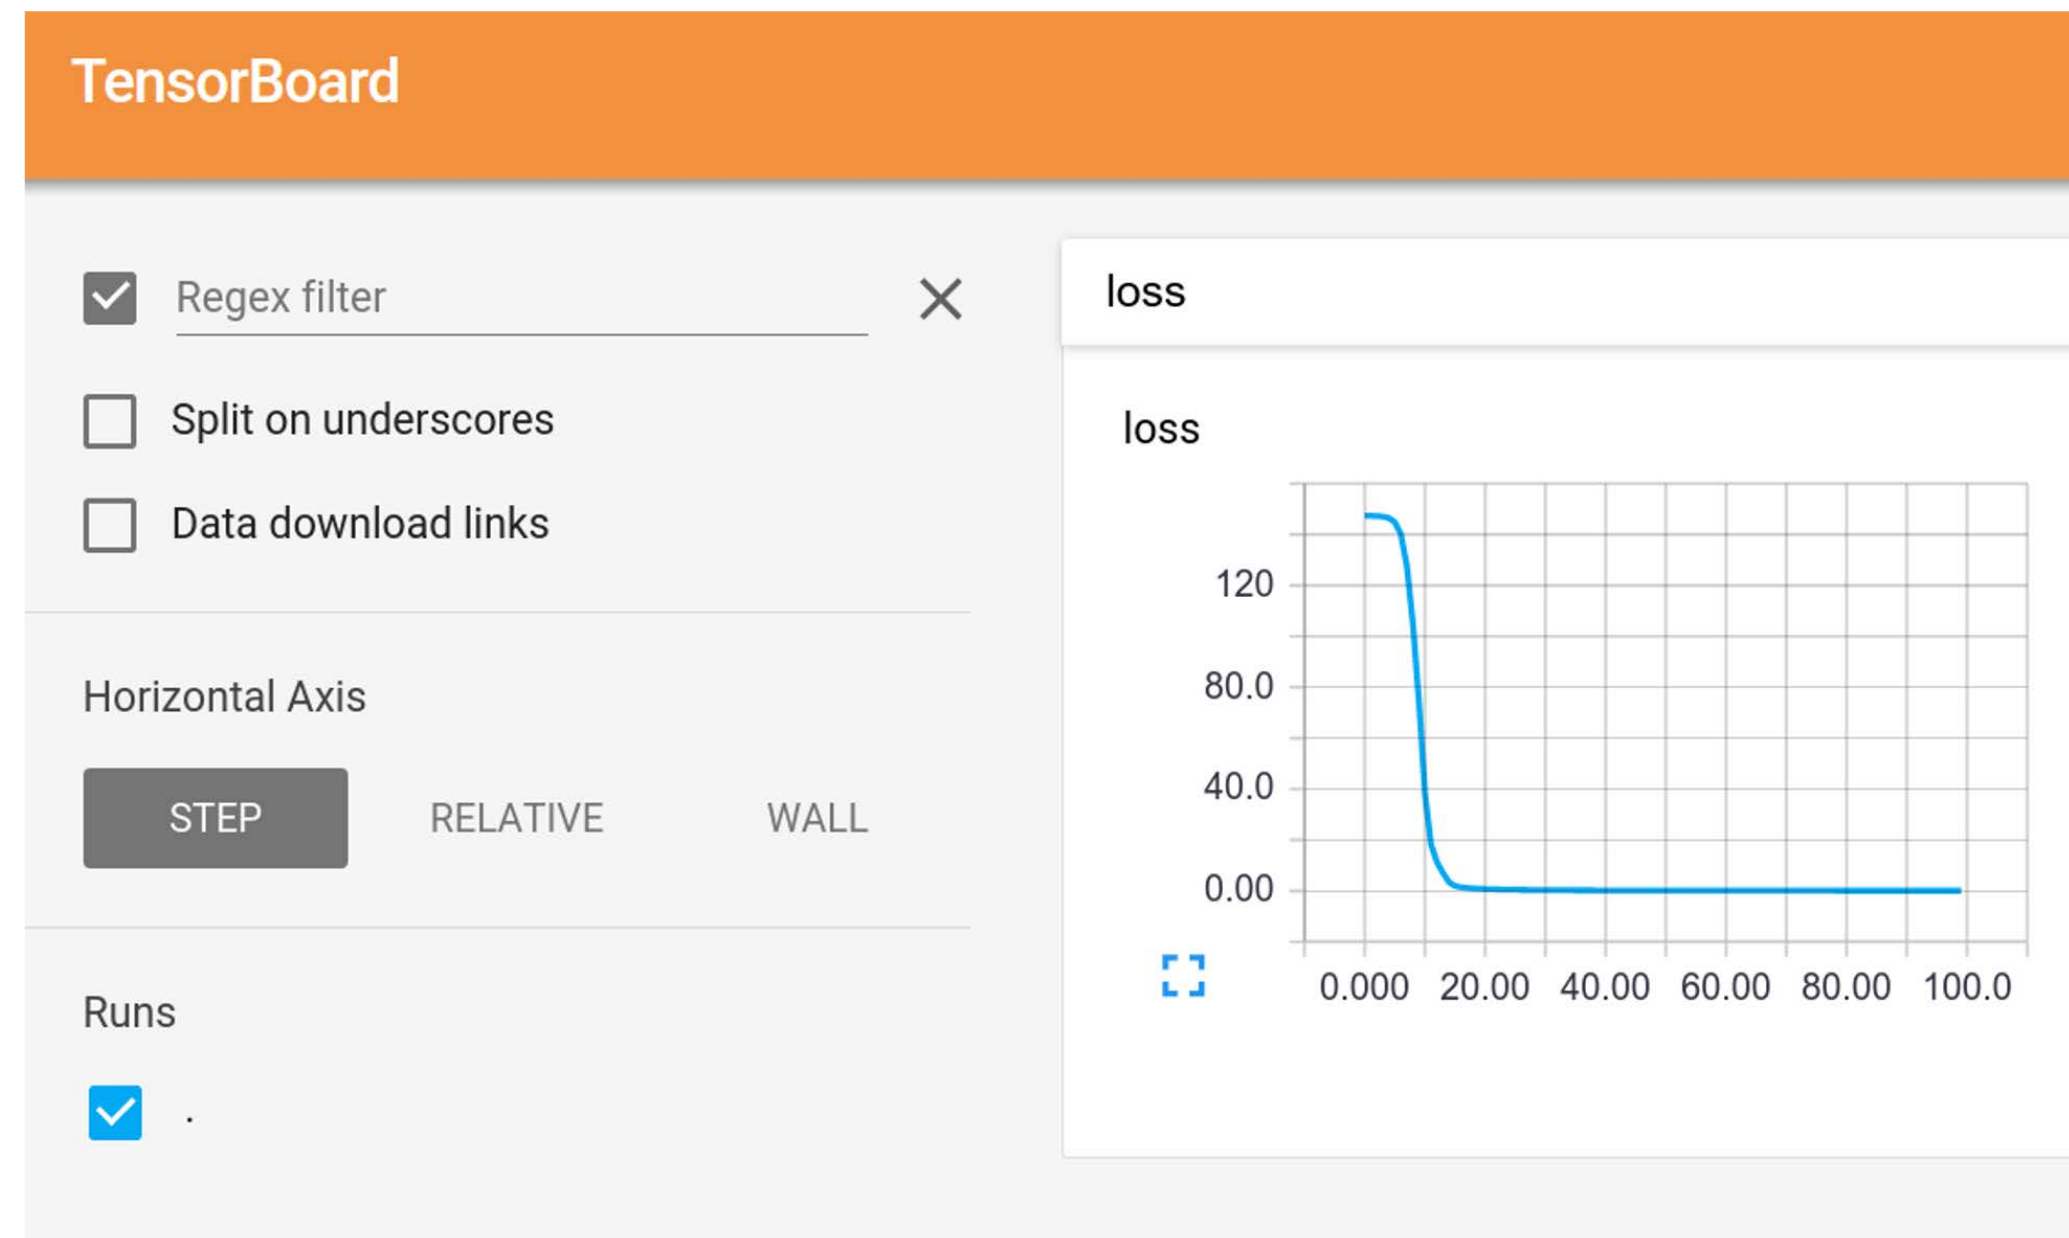 TensorBoard
Regex filter
Split on underscores
Data download links
Horizontal Axis
STEP RELATIVE WALL
Runs
.
loss
loss
120
80.0
40.0
0.00
0.000 20.00 40.00 60.00 80.00 100.0